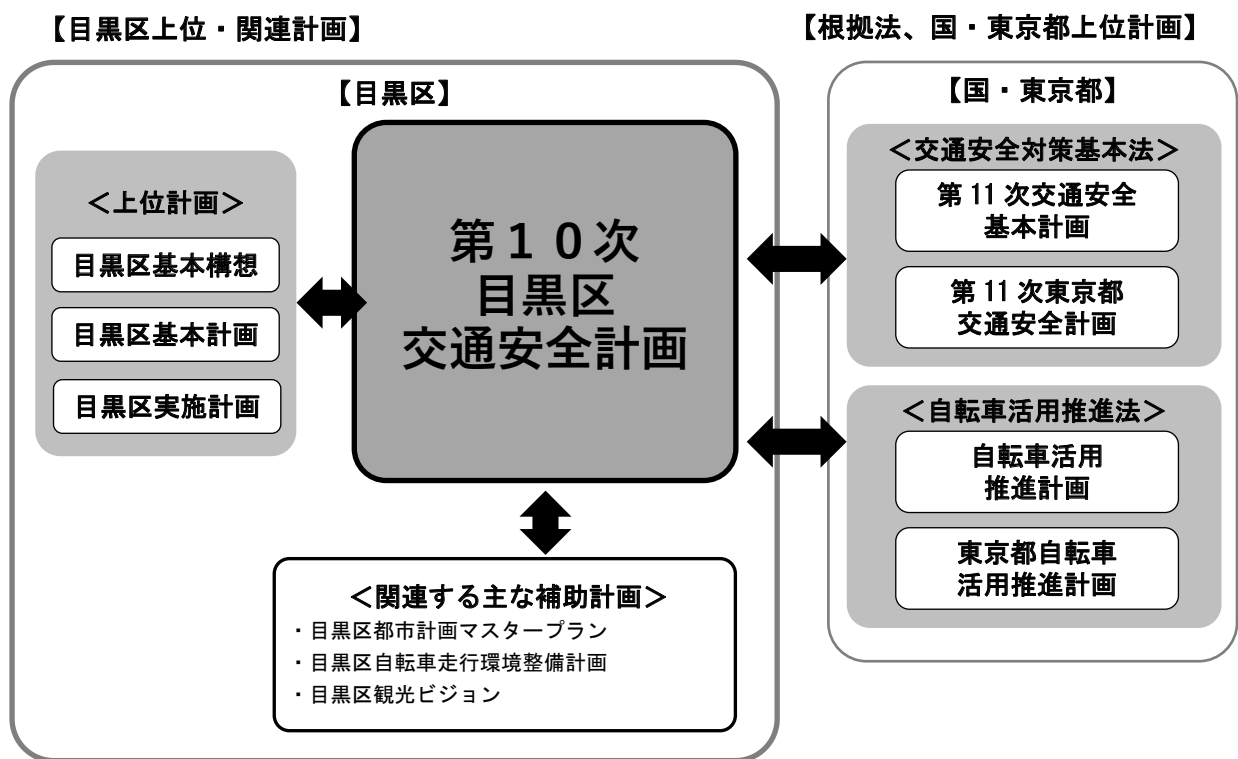 【目黒区上位・関連計画】
【目黒区】
＜上位計画＞
目黒区基本構想
目黒区基本計画
目黒区実施計画
第１０次
目黒区
交通安全計画
＜関連する主な補助計画＞
・目黒区都市計画マスタープラン
・目黒区自転車走行環境整備計画
・目黒区観光ビジョン
【根拠法、国・東京都上位計画】
【国・東京都】
＜交通安全対策基本法＞
第 11 次交通安全
基本計画
第 11 次東京都
交通安全計画
＜自転車活用推進法＞
自転車活用
推進計画
東京都自転車
活用推進計画